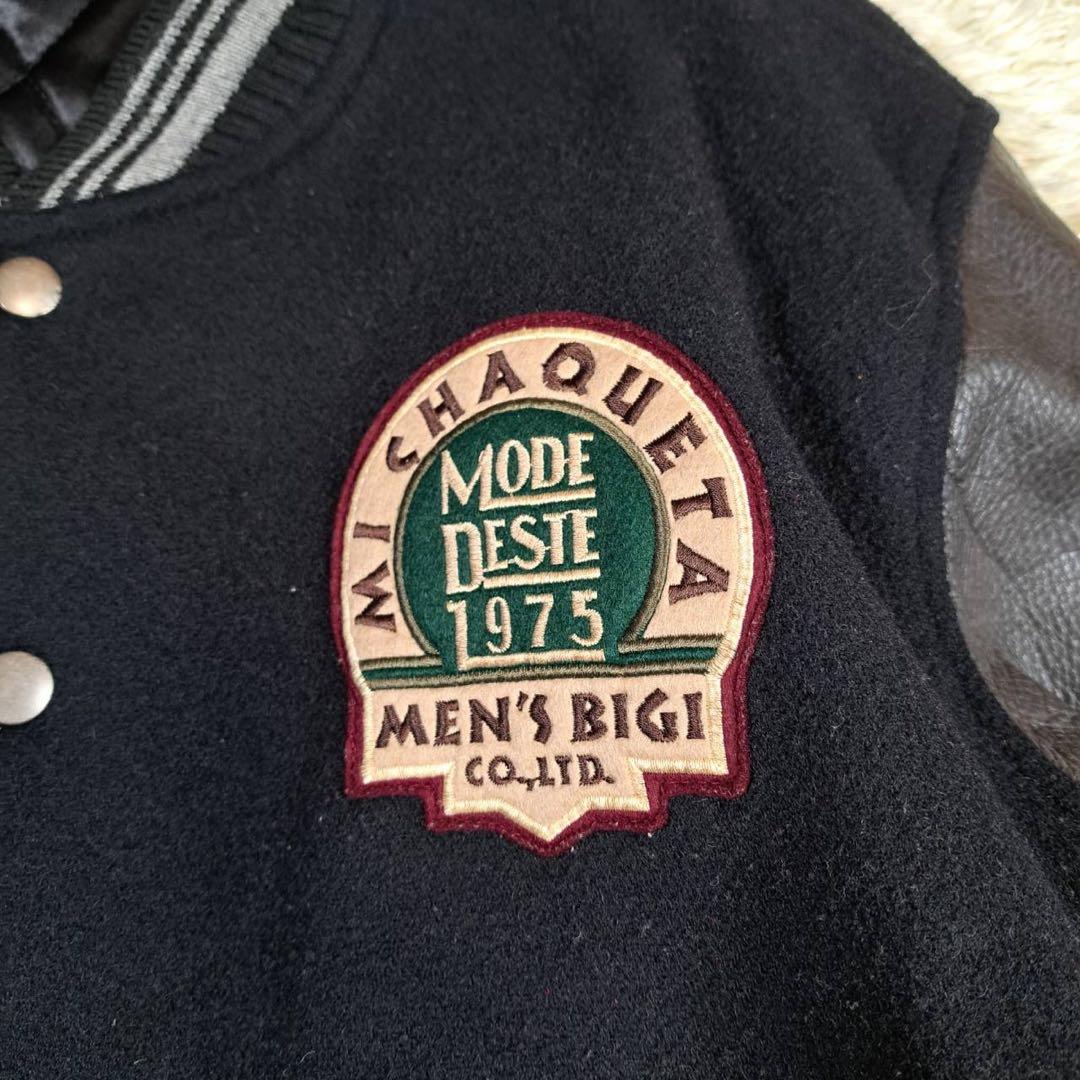 MI CHAQUETA
MODE
DESTE
1975
MEN'S BIGI
CO.,LTD.